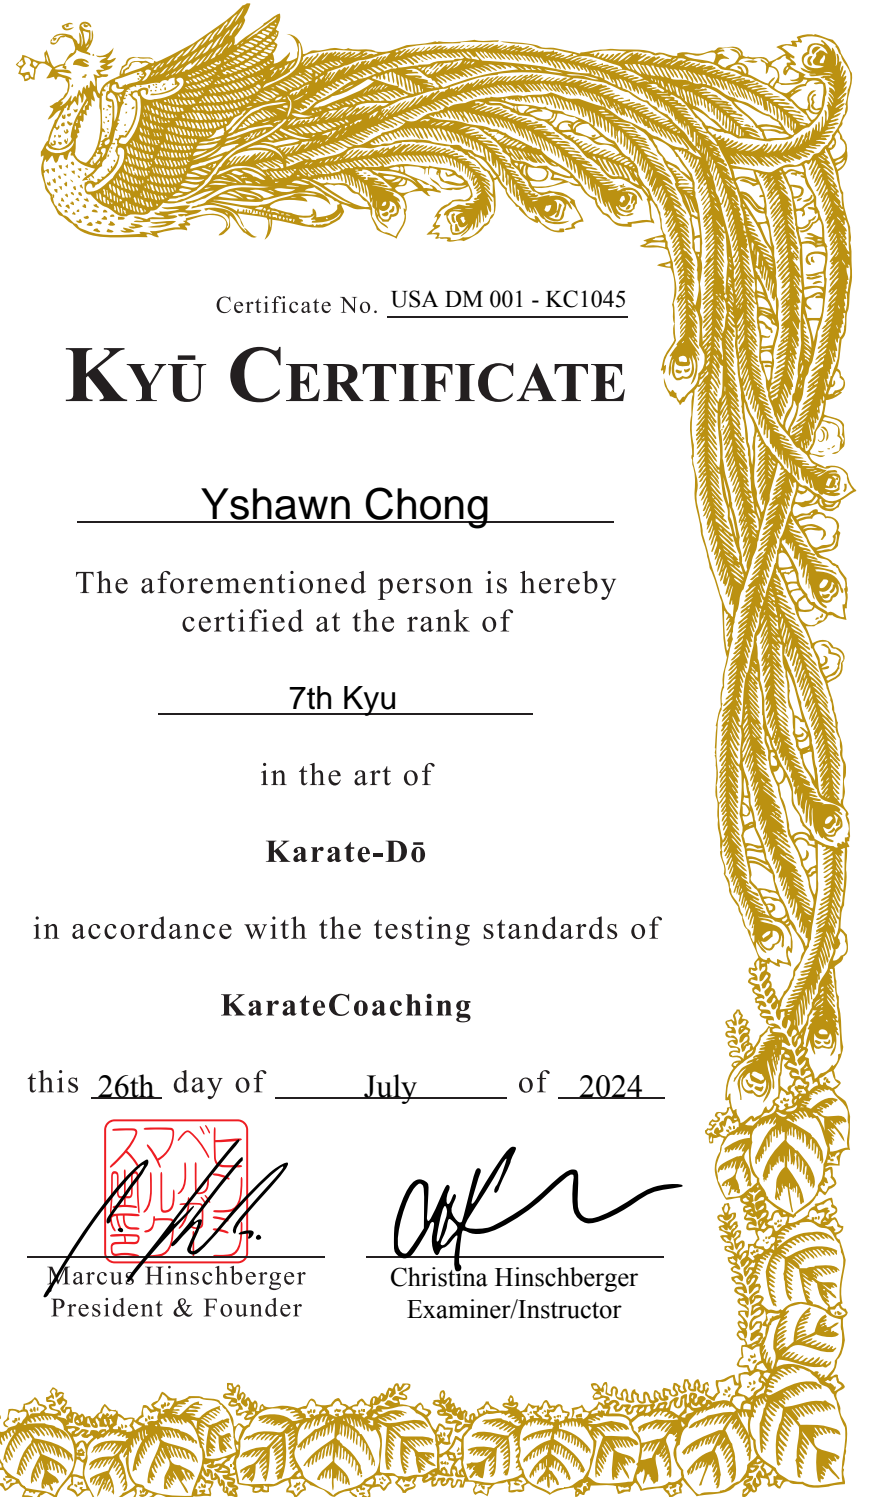 Certificate No. USA DM 001 - KC1045
KYŪ CERTIFICATE
Yshawn Chong
The aforementioned person is hereby
certified at the rank of
7th Kyu
in the art of
Karate-Dō
in accordance with the testing standards of
KarateCoaching
this 26th day of July of 2024
Marcus Hinschberger
President & Founder
Christina Hinschberger
Examiner/Instructor